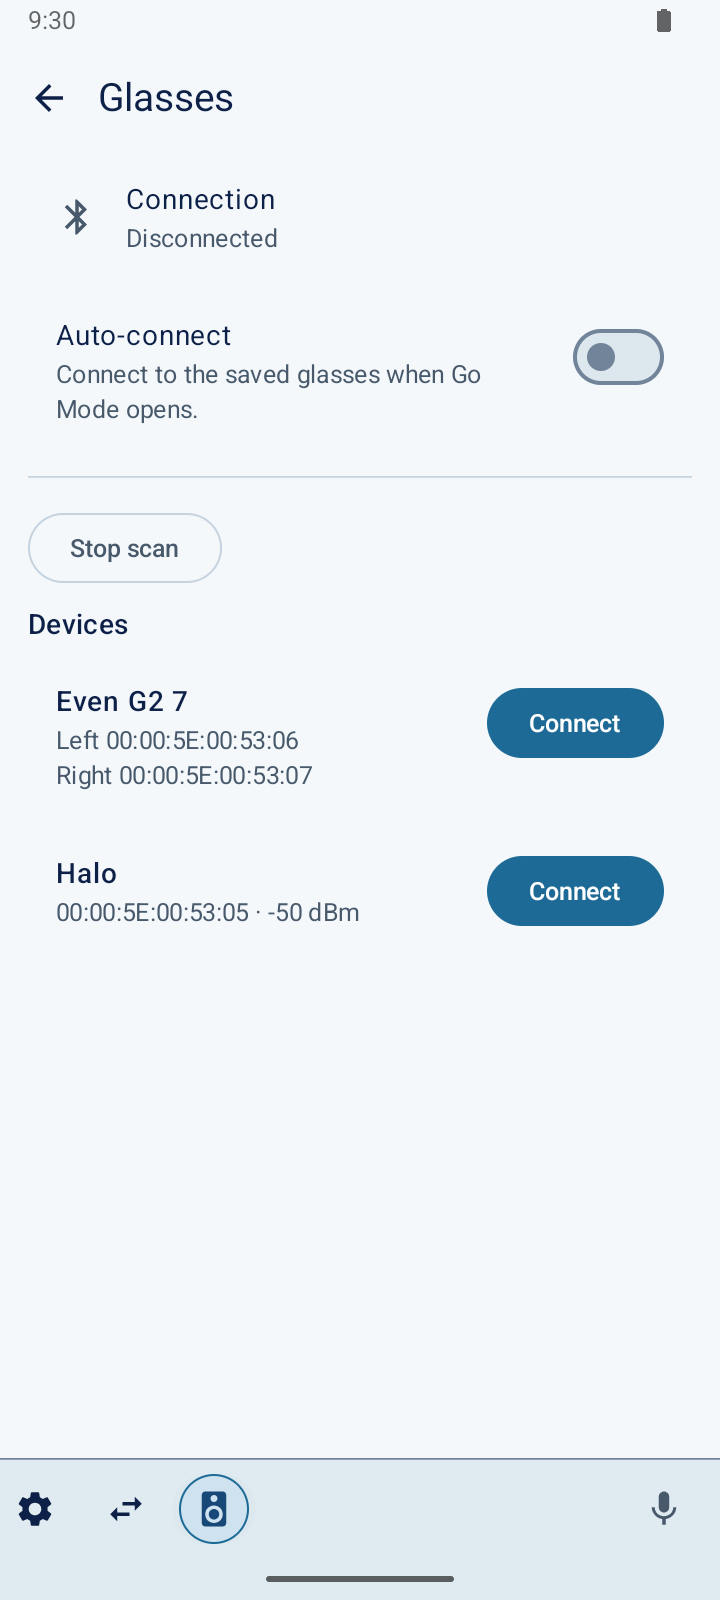 9:30
Glasses
Connection
Disconnected
Auto-connect
Connect to the saved glasses when Go
Mode opens.
Stop scan
Devices
Even G2 7
Left 00:00:5E:00:53:06
Right 00:00:5E:00:53:07
Connect
Halo
00:00:5E:00:53:05 · -50 dBm
Connect